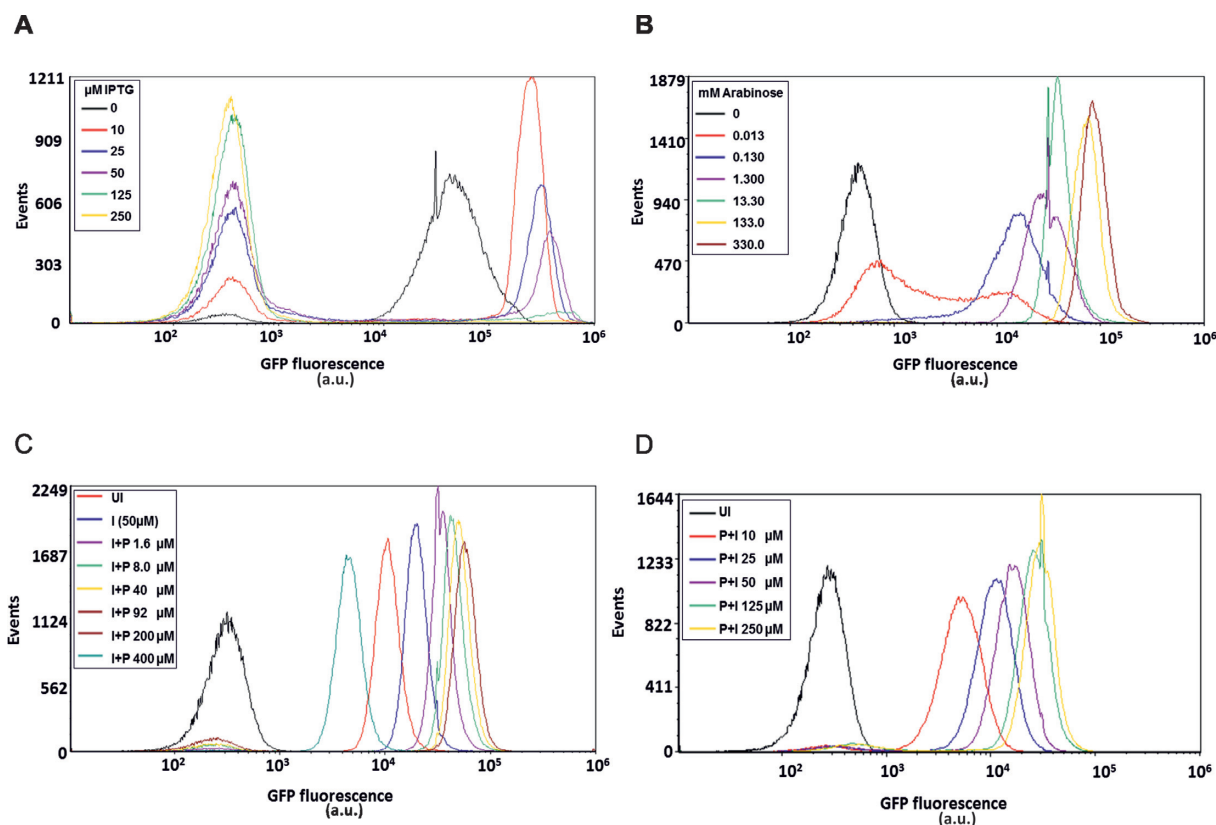 A
1211
909
606
303
0
µM IPTG
0
10
25
50
125
250
Events
10² 10³ 10⁴ 10⁵ 10⁶
GFP fluorescence
(a.u.)
B
1879
1410
940
470
0
mM Arabinose
0
0.013
0.130
1.300
13.30
133.0
330.0
Events
10² 10³ 10⁴ 10⁵ 10⁶
GFP fluorescence
(a.u.)
C
2249
1687
1124
562
0
UI
I (50µM)
I+P 1.6 µM
I+P 8.0 µM
I+P 40 µM
I+P 92 µM
I+P 200 µM
I+P 400 µM
Events
10² 10³ 10⁴ 10⁵ 10⁶
GFP fluorescence
(a.u.)
D
1644
1233
822
411
0
UI
P+I 10 µM
P+I 25 µM
P+I 50 µM
P+I 125 µM
P+I 250 µM
Events
10² 10³ 10⁴ 10⁵ 10⁶
GFP fluorescence
(a.u.)